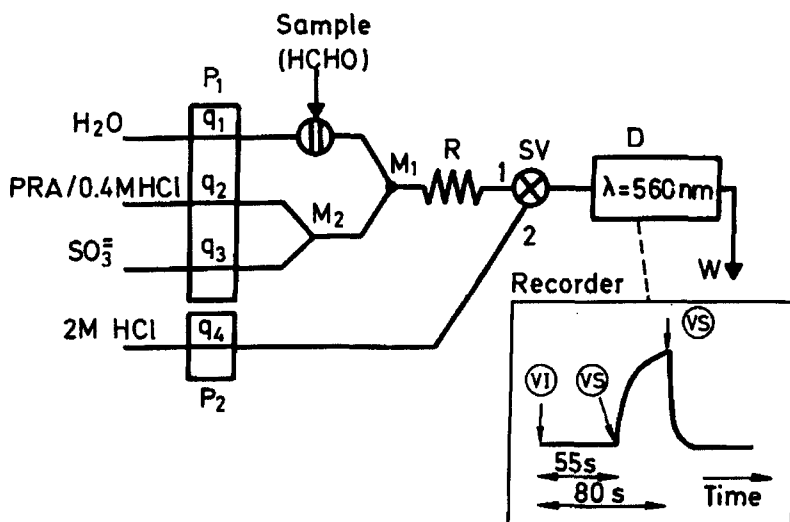 Sample
(HCHO)
P₁
H₂O
q₁
PRA/0.4MHCl
q₂
SO₃⁼
q₃
2M HCl
q₄
P₂
M₁
M₂
R
1
SV
2
D
λ=560nm
W
Recorder
VI
VS
VS
55s
80s
Time